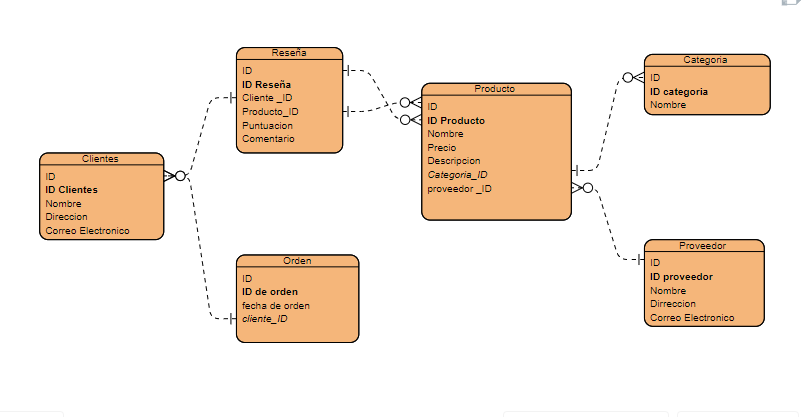 Reseña
ID
ID Reseña
Cliente _ID
Producto_ID
Puntuacion
Comentario
Categoria
ID
ID categoria
Nombre
Producto
ID
ID Producto
Nombre
Precio
Descripcion
Categoria_ID
proveedor _ID
Clientes
ID
ID Clientes
Nombre
Direccion
Correo Electronico
Orden
ID
ID de orden
fecha de orden
cliente_ID
Proveedor
ID
ID proveedor
Nombre
Dirreccion
Correo Electronico